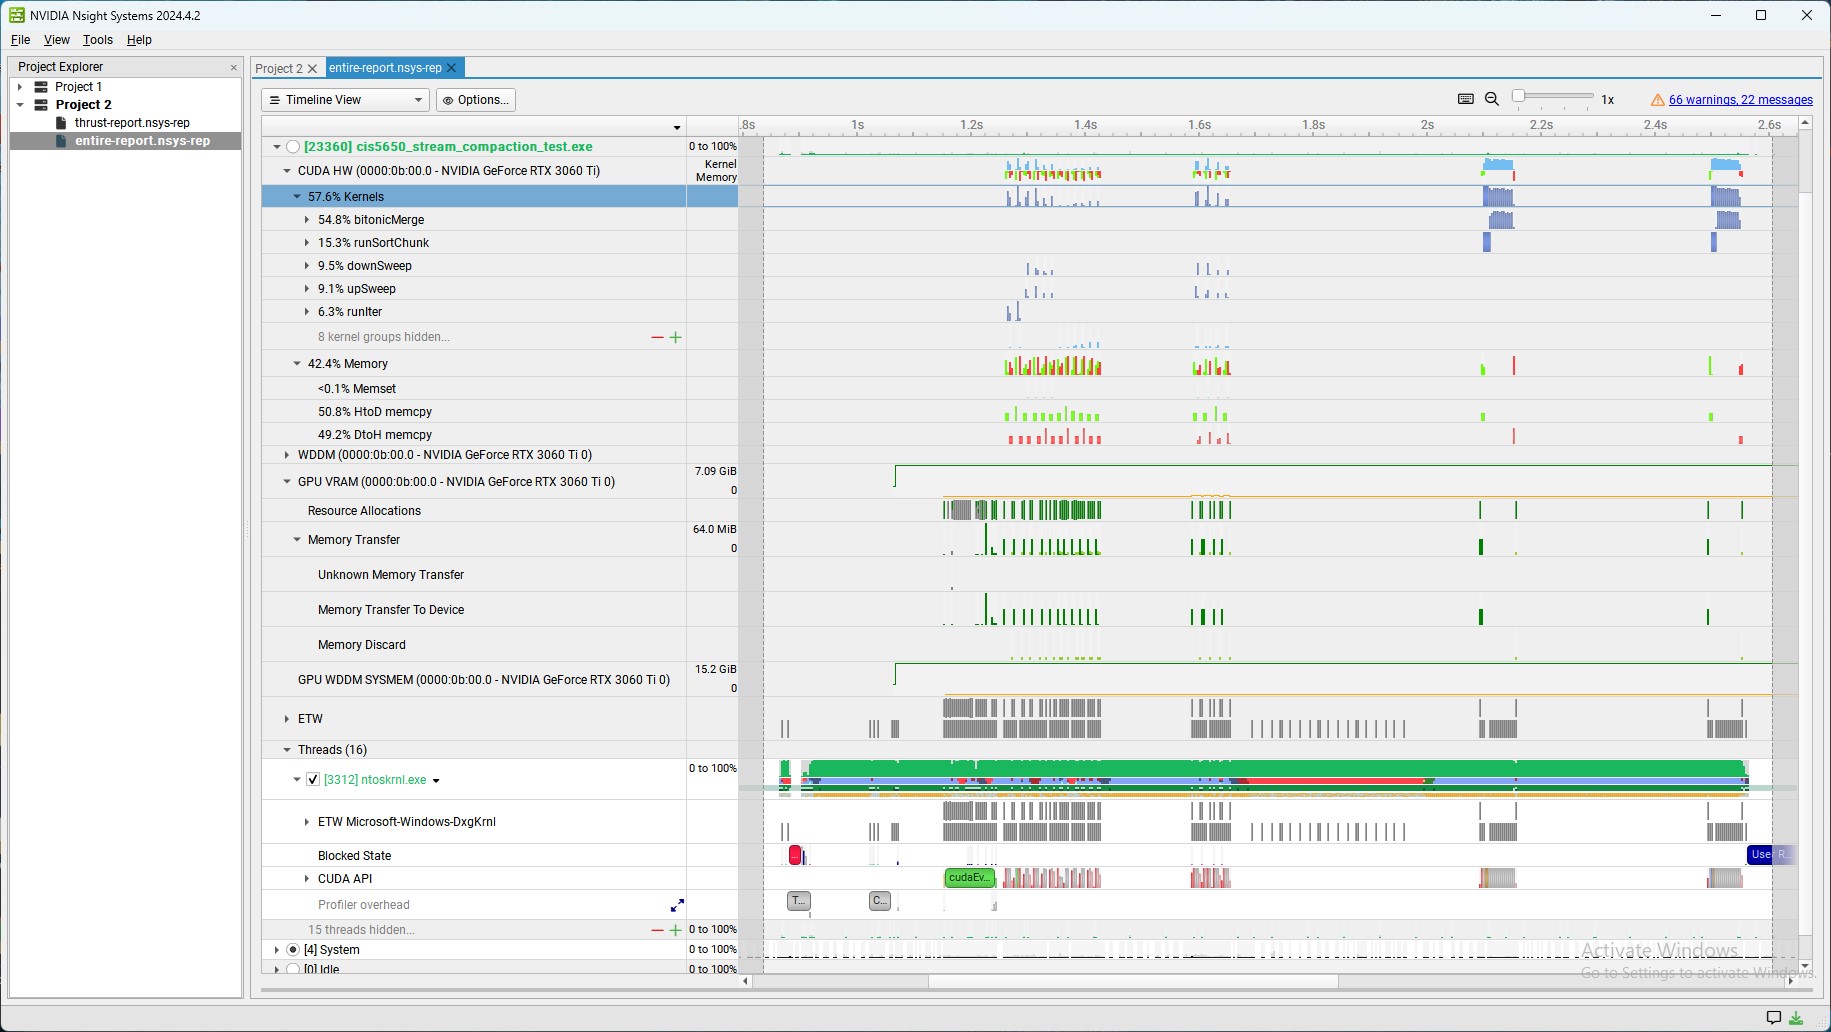 NVIDIA Nsight Systems 2024.4.2
File View Tools Help
Project Explorer
Project 1
Project 2
thrust-report.nsys-rep
entire-report.nsys-rep
Project 2 entire-report.nsys-rep
Timeline View Options... 1x 66 warnings, 22 messages
.8s 1s 1.2s 1.4s 1.6s 1.8s 2s 2.2s 2.4s 2.6s
[23360] cis5650_stream_compaction_test.exe 0 to 100%
CUDA HW (0000:0b:00.0 - NVIDIA GeForce RTX 3060 Ti) Kernel
Memory
57.6% Kernels
54.8% bitonicMerge
15.3% runSortChunk
9.5% downSweep
9.1% upSweep
6.3% runIter
8 kernel groups hidden...
42.4% Memory
<0.1% Memset
50.8% HtoD memcpy
49.2% DtoH memcpy
WDDM (0000:0b:00.0 - NVIDIA GeForce RTX 3060 Ti 0)
7.09 GiB
GPU VRAM (0000:0b:00.0 - NVIDIA GeForce RTX 3060 Ti 0)
0
Resource Allocations
64.0 MiB
Memory Transfer
0
Unknown Memory Transfer
Memory Transfer To Device
Memory Discard
15.2 GiB
GPU WDDM SYSMEM (0000:0b:00.0 - NVIDIA GeForce RTX 3060 Ti 0)
0
ETW
Threads (16)
0 to 100%
[3312] ntoskrnl.exe
ETW Microsoft-Windows-DxgKrnl
Blocked State ... User R...
CUDA API cudaEv...
Profiler overhead T... C...
15 threads hidden... 0 to 100%
[4] System 0 to 100%
[0] Idle 0 to 100%
Activate Windows
Go to Settings to activate Windows.